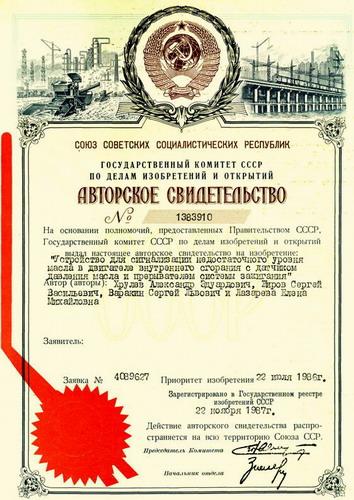 СОЮЗ СОВЕТСКИХ СОЦИАЛИСТИЧЕСКИХ РЕСПУБЛИК
ГОСУДАРСТВЕННЫЙ КОМИТЕТ СССР
ПО ДЕЛАМ ИЗОБРЕТЕНИЙ И ОТКРЫТИЙ
АВТОРСКОЕ СВИДЕТЕЛЬСТВО
№ 1383910
На основании полномочий, предоставленных Правительством СССР,
Государственный комитет СССР по делам изобретений и открытий
выдал настоящее авторское свидетельство на изобретение:
"Устройство для сигнализации недостаточного уровня
масла в двигателе внутреннего сгорания с датчиком
давления масла и прерывателем системы зажигания"
Автор (авторы): Хрулев Александр Эдуардович, Жиров Сергей
Васильевич, Варакин Сергей Львович и Лазарева Елена
Михайловна
Заявитель:
Заявка № 4089627 Приоритет изобретения 22 июля 1986г.
Зарегистрировано в Государственном реестре
изобретений СССР
22 ноября 1987г.
Действие авторского свидетельства распро-
страняется на всю территорию Союза ССР.
Председатель Комитета
Начальник отдела